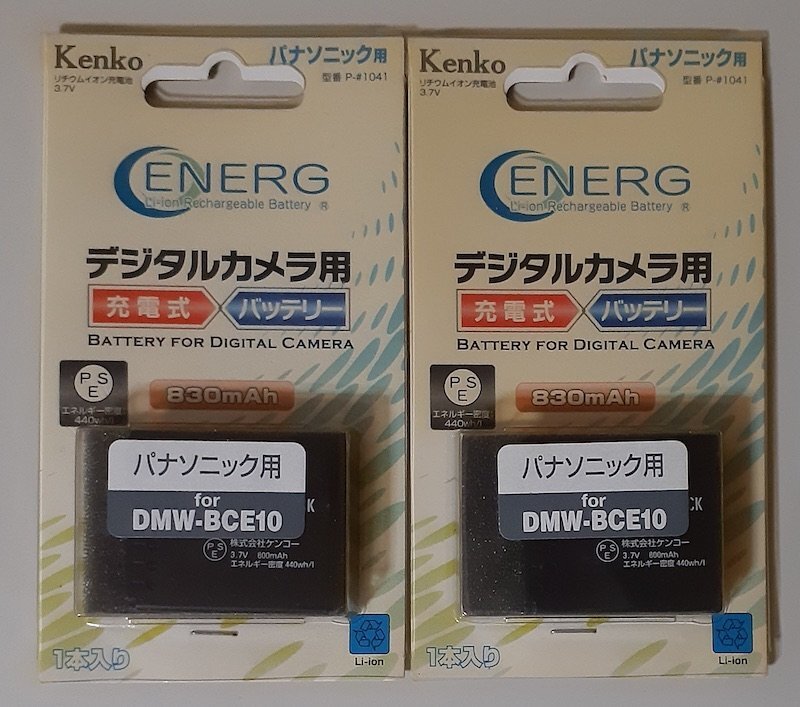 Kenko
パナソニック用
リチウムイオン充電池
型番 P-#1041
3.7V
ENERG
Li-ion Rechargeable Battery ®
デジタルカメラ用
充電式
バッテリー
BATTERY FOR DIGITAL CAMERA
PSE
エネルギー密度
440wh/l
830mAh
パナソニック用
for
DMW-BCE10
株式会社ケンコー
PSE
3.7V 800mAh
エネルギー密度 440wh/l
1本入り
Li-ion
Kenko
パナソニック用
リチウムイオン充電池
型番 P-#1041
3.7V
ENERG
Li-ion Rechargeable Battery ®
デジタルカメラ用
充電式
バッテリー
BATTERY FOR DIGITAL CAMERA
PSE
エネルギー密度
440wh/l
830mAh
パナソニック用
for
DMW-BCE10
CK
株式会社ケンコー
PSE
3.7V 800mAh
エネルギー密度 440wh/l
1本入り
Li-ion